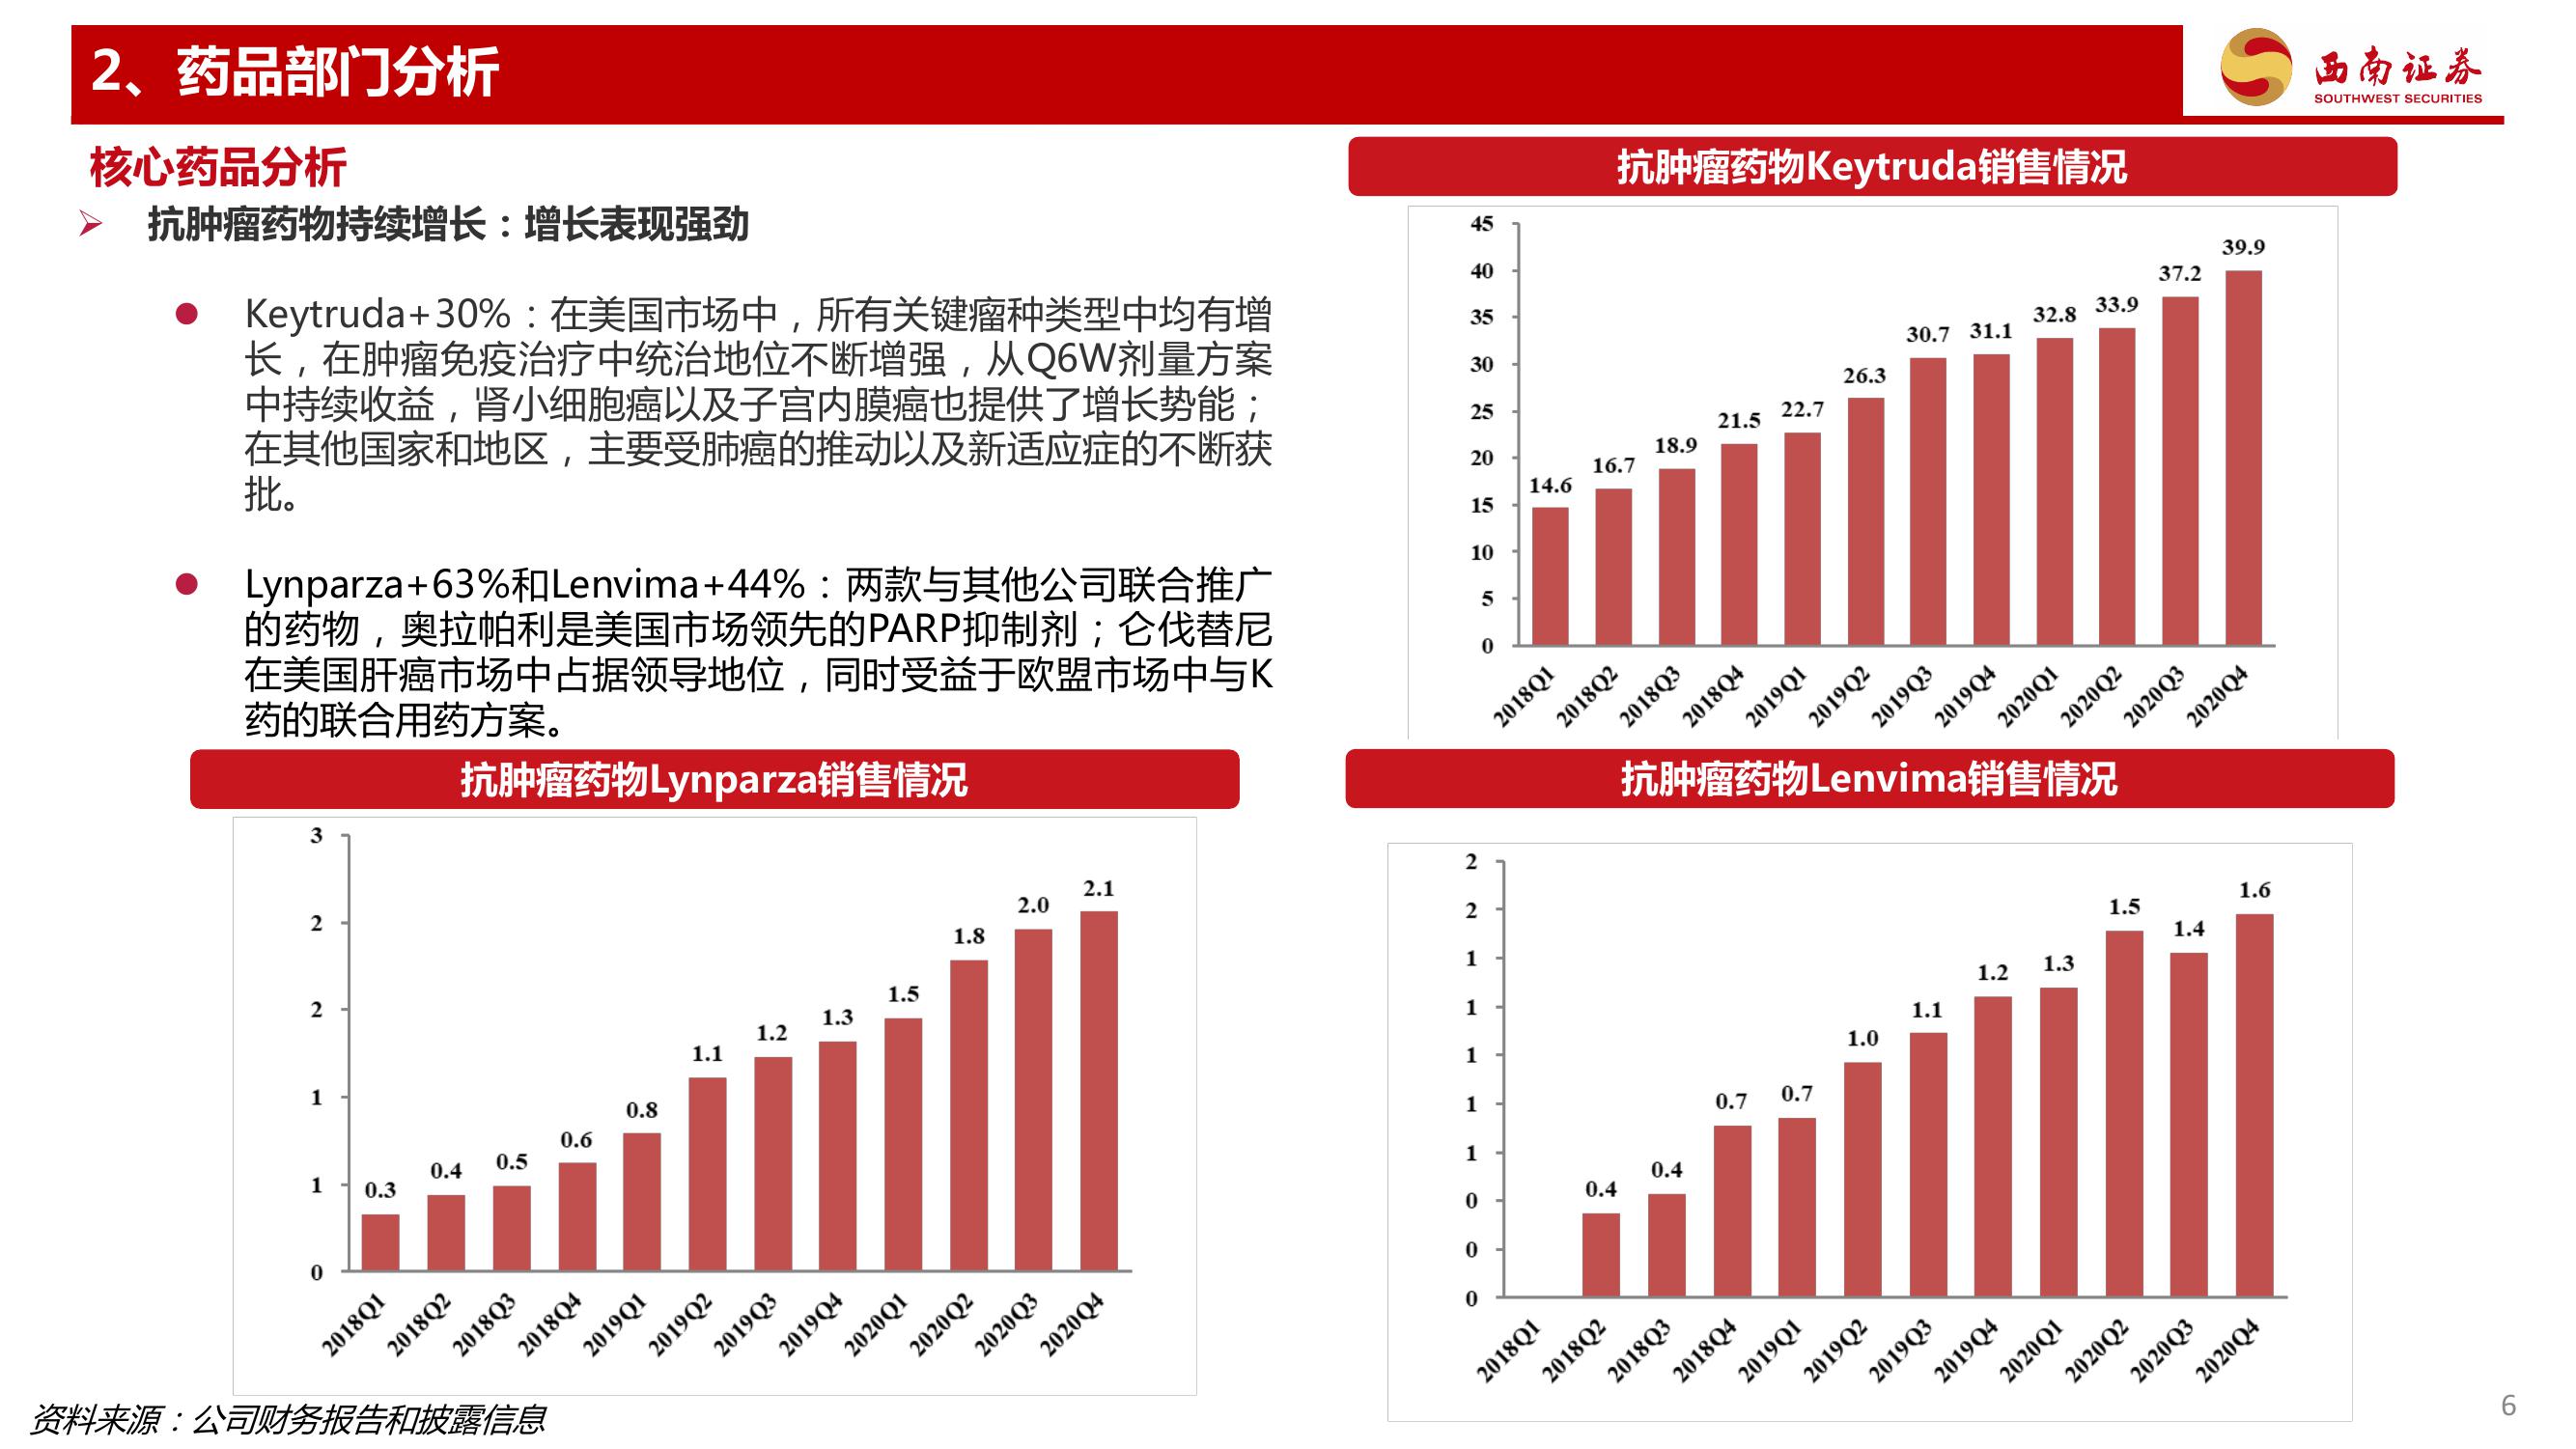 2、药品部门分析
西南证券
SOUTHWEST SECURITIES
核心药品分析
抗肿瘤药物持续增长：增长表现强劲
Keytruda+30%：在美国市场中，所有关键瘤种类型中均有增
长，在肿瘤免疫治疗中统治地位不断增强，从Q6W剂量方案
中持续收益，肾小细胞癌以及子宫内膜癌也提供了增长势能；
在其他国家和地区，主要受肺癌的推动以及新适应症的不断获
批。
Lynparza+63%和Lenvima+44%：两款与其他公司联合推广
的药物，奥拉帕利是美国市场领先的PARP抑制剂；仑伐替尼
在美国肝癌市场中占据领导地位，同时受益于欧盟市场中与K
药的联合用药方案。
抗肿瘤药物Keytruda销售情况
45
40
35
30
25
20
15
10
5
0
14.6
16.7
18.9
21.5
22.7
26.3
30.7
31.1
32.8
33.9
37.2
39.9
2018Q1
2018Q2
2018Q3
2018Q4
2019Q1
2019Q2
2019Q3
2019Q4
2020Q1
2020Q2
2020Q3
2020Q4
抗肿瘤药物Lynparza销售情况
3
2
2
1
1
0
0.3
0.4
0.5
0.6
0.8
1.1
1.2
1.3
1.5
1.8
2.0
2.1
2018Q1
2018Q2
2018Q3
2018Q4
2019Q1
2019Q2
2019Q3
2019Q4
2020Q1
2020Q2
2020Q3
2020Q4
抗肿瘤药物Lenvima销售情况
2
2
1
1
1
1
1
0
0
0
0.4
0.4
0.7
0.7
1.0
1.1
1.2
1.3
1.5
1.4
1.6
2018Q1
2018Q2
2018Q3
2018Q4
2019Q1
2019Q2
2019Q3
2019Q4
2020Q1
2020Q2
2020Q3
2020Q4
资料来源：公司财务报告和披露信息
6